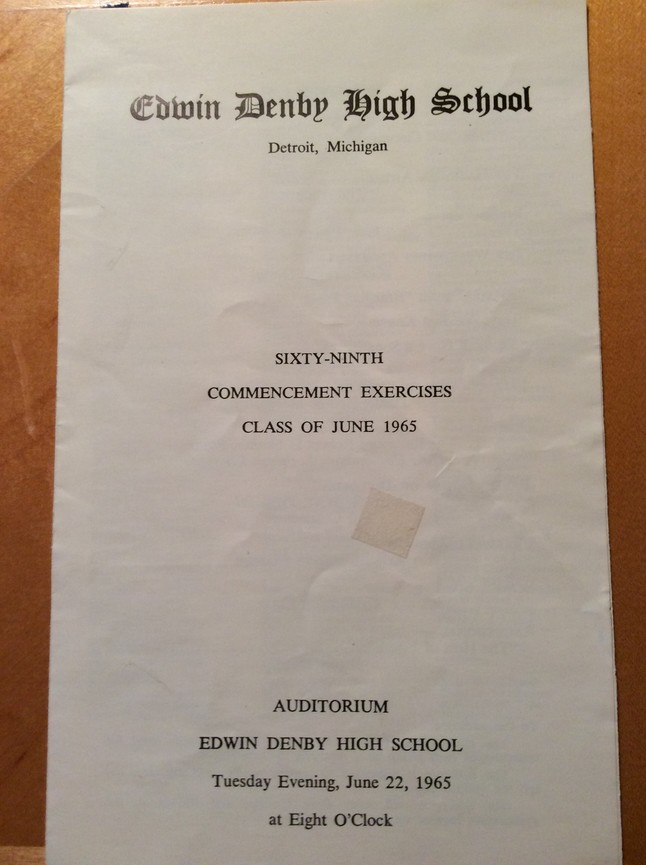 Edwin Denby High School
Detroit, Michigan
SIXTY-NINTH
COMMENCEMENT EXERCISES
CLASS OF JUNE 1965
AUDITORIUM
EDWIN DENBY HIGH SCHOOL
Tuesday Evening, June 22, 1965
at Eight O'Clock